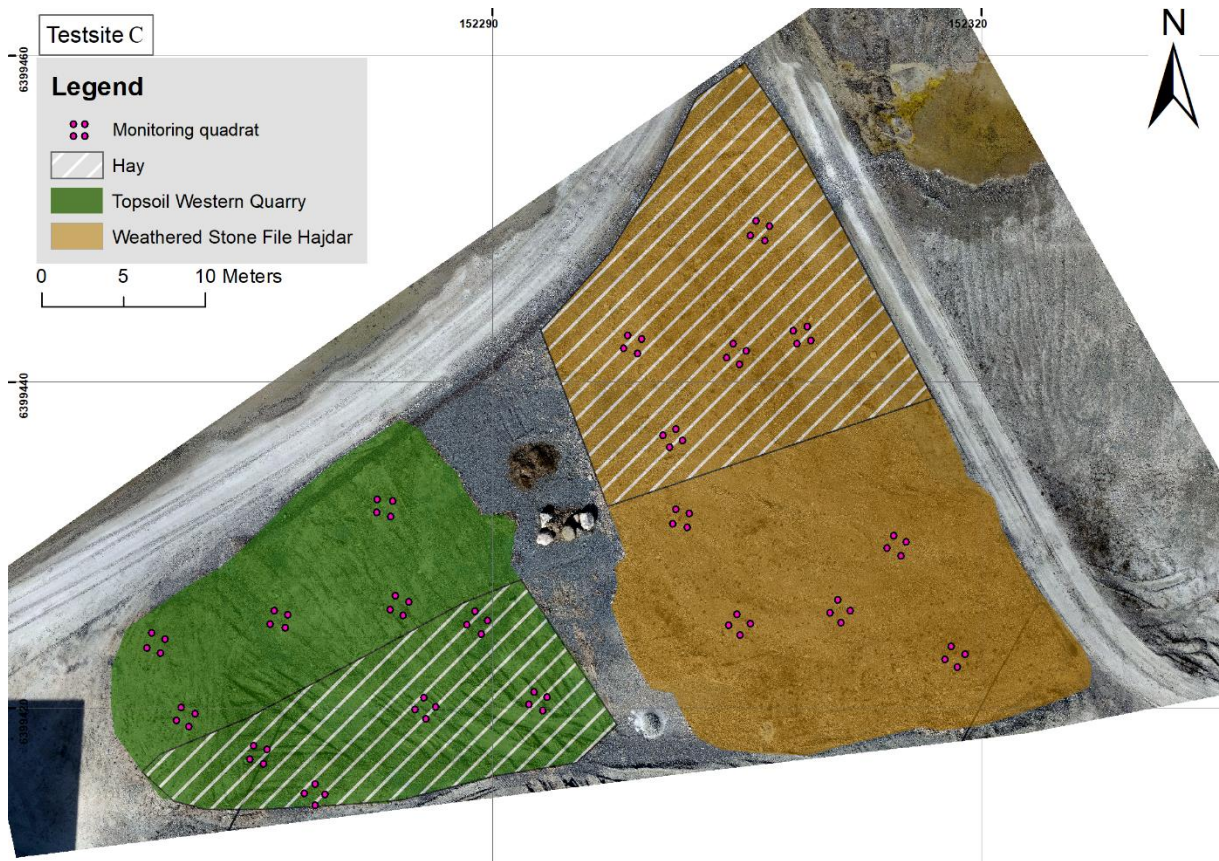 152290
152320
Testsite C
N
6399460
Legend
Monitoring quadrat
Hay
Topsoil Western Quarry
Weathered Stone File Hajdar
0 5 10 Meters
6399440
6399420